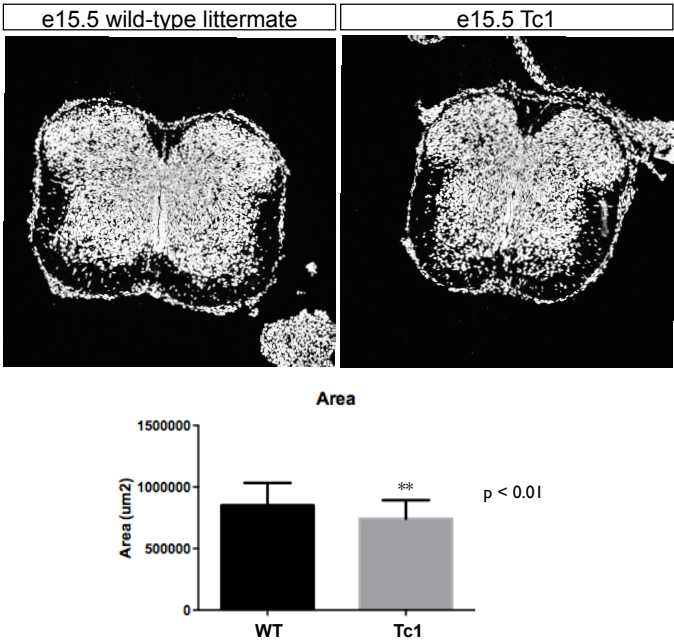 e15.5 wild-type littermate
e15.5 Tc1
Area
1500000
1000000
500000
0
Area (um2)
**
p < 0.01
WT
Tc1